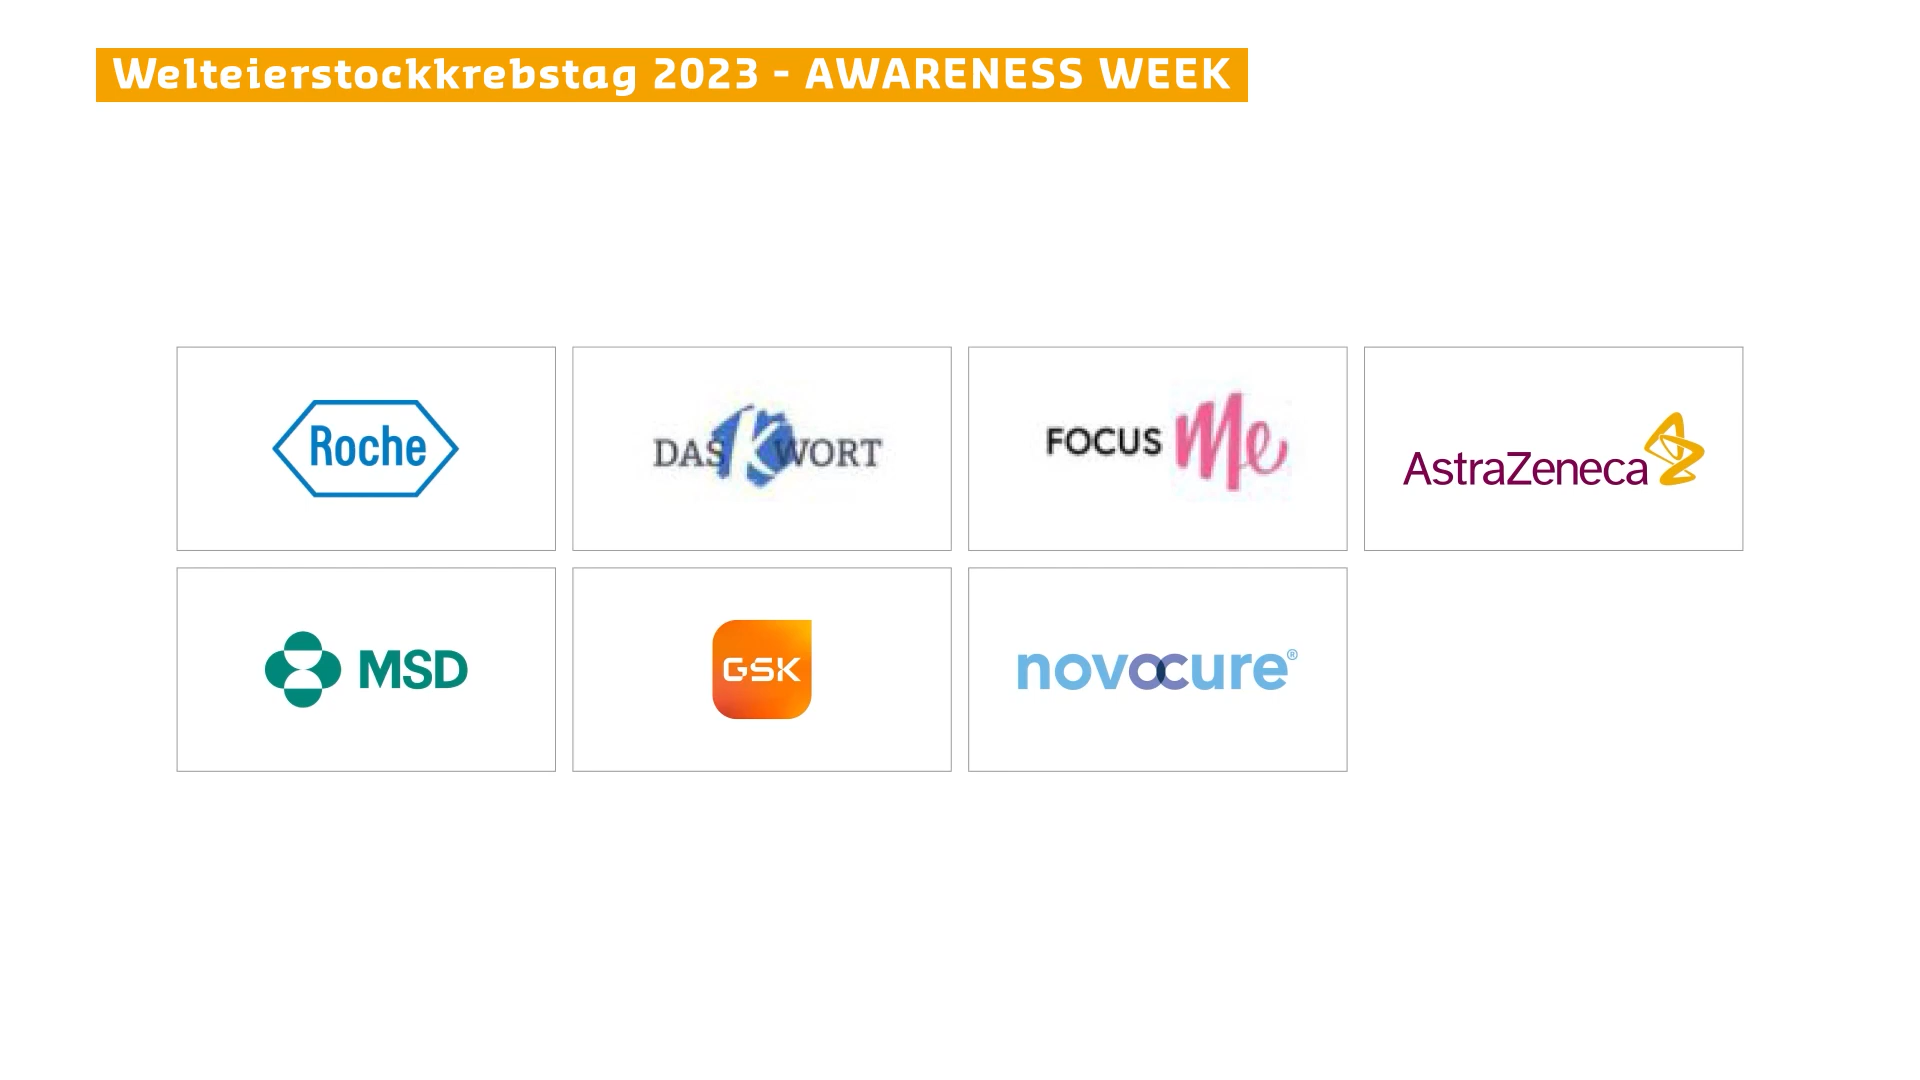 Welteierstockkrebstag 2023 - AWARENESS WEEK
Roche
DAS K WORT
FOCUS Me
AstraZeneca
MSD
GSK
novocure®